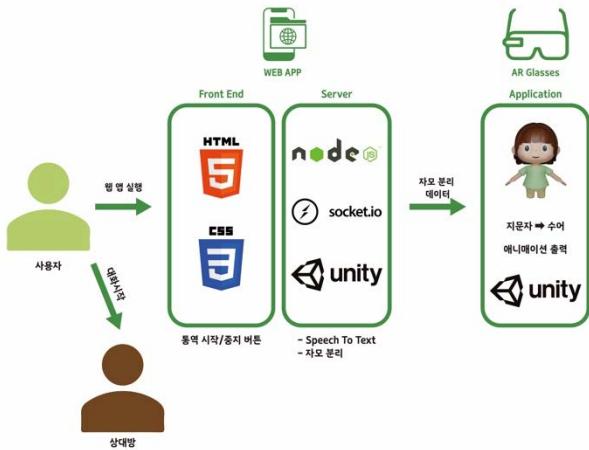 WEB APP
AR Glasses
Front End
Server
Application
HTML
5
CSS
3
node
JS
socket.io
unity
웹 앱 실행
사용자
대화시작
상대방
자모 분리
데이터
지문자 ➡ 수어
애니메이션 출력
unity
통역 시작/중지 버튼
- Speech To Text
- 자모 분리